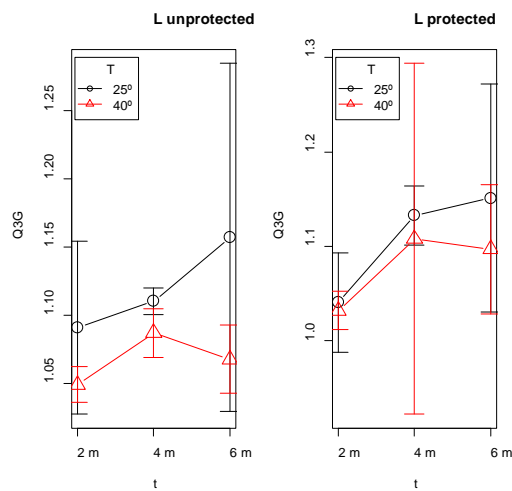 L unprotected
T
25º
40º
Q3G
1.25
1.20
1.15
1.10
1.05
2 m
4 m
6 m
t
L protected
T
25º
40º
Q3G
1.3
1.2
1.1
1.0
2 m
4 m
6 m
t